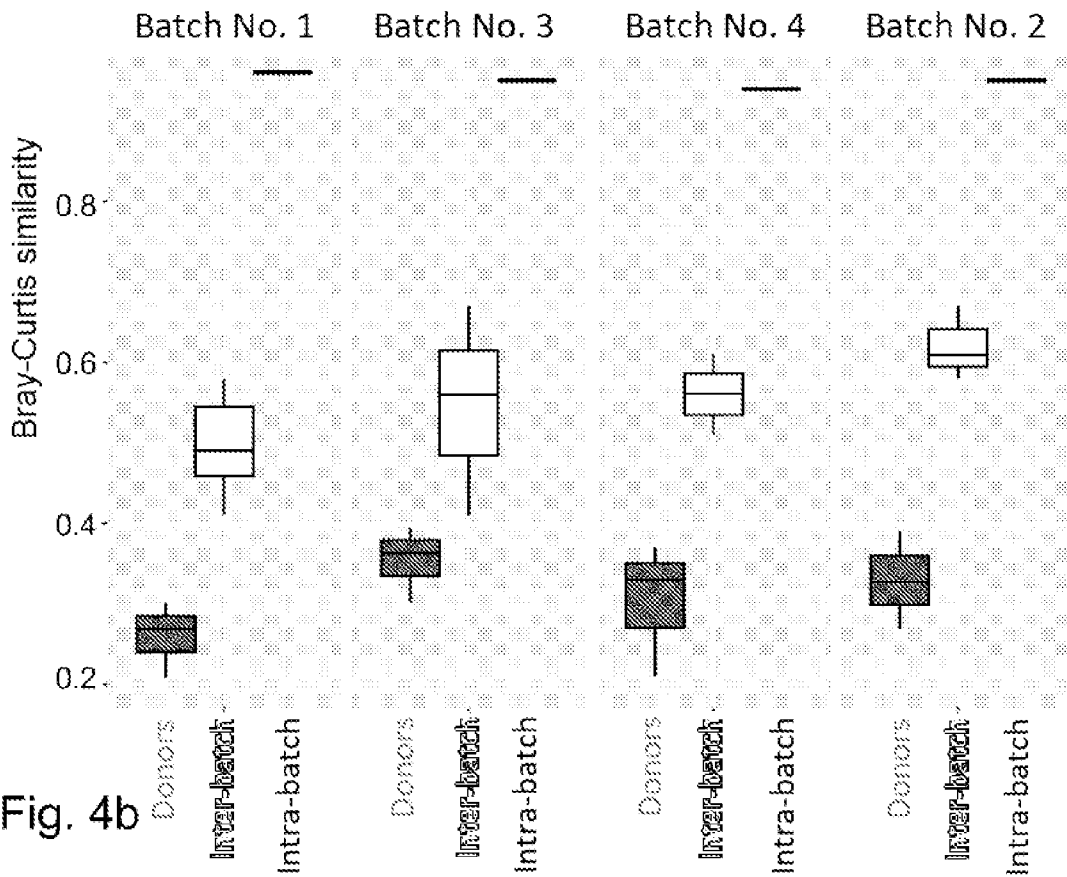 Batch No. 1 Batch No. 3 Batch No. 4 Batch No. 2
Bray-Curtis similarity
0.8
0.6
0.4
0.2
Donors Inter-batch Intra-batch Donors Inter-batch Intra-batch Donors Inter-batch Intra-batch Donors Inter-batch Intra-batch
Fig. 4b